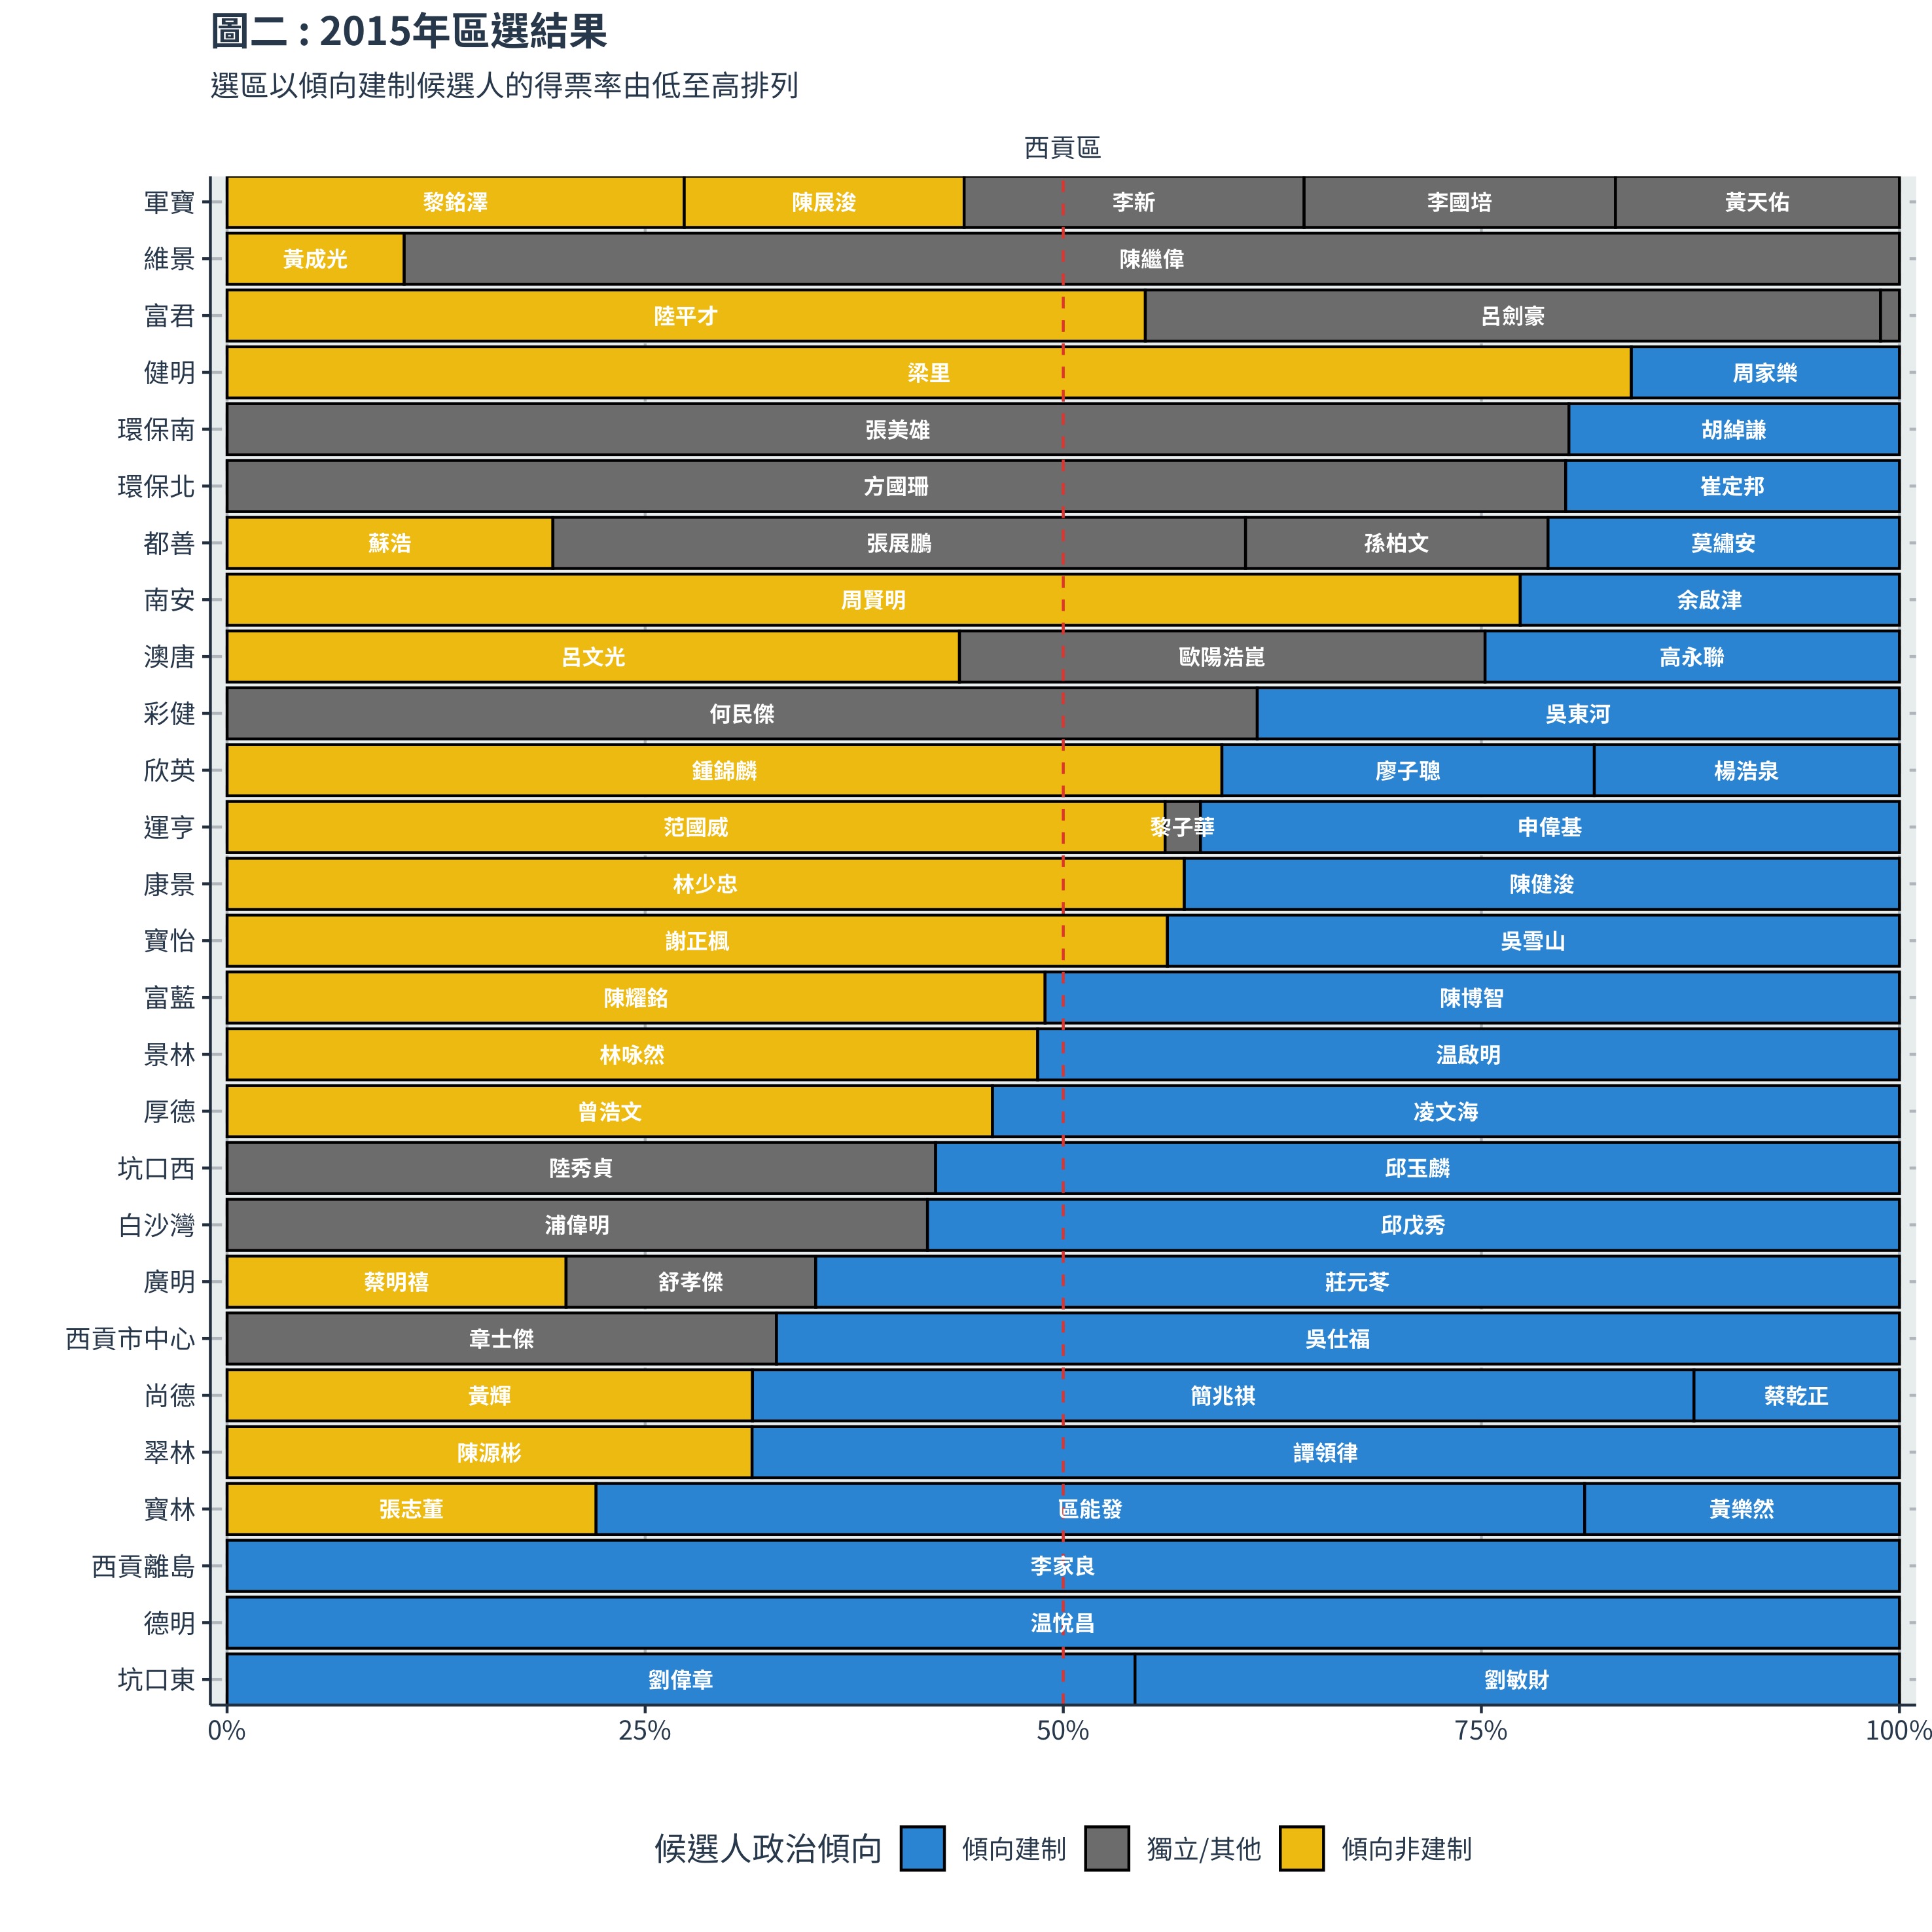 圖二：2015年區選結果
選區以傾向建制候選人的得票率由低至高排列
西貢區
軍寶 黎銘澤 陳展浚 李新 李國培 黃天佑
維景 黃成光 陳繼偉
富君 陸平才 呂劍豪
健明 梁里 周家樂
環保南 張美雄 胡綽謙
環保北 方國珊 崔定邦
都善 蘇浩 張展鵬 孫柏文 莫繡安
南安 周賢明 余啟津
澳唐 呂文光 歐陽浩崑 高永聯
彩健 何民傑 吳東河
欣英 鍾錦麟 廖子聰 楊浩泉
運亨 范國威 黎子華 申偉基
康景 林少忠 陳健浚
寶怡 謝正楓 吳雪山
富藍 陳耀銘 陳博智
景林 林咏然 温啟明
厚德 曾浩文 凌文海
坑口西 陸秀貞 邱玉麟
白沙灣 浦偉明 邱戊秀
廣明 蔡明禧 舒孝傑 莊元苳
西貢市中心 章士傑 吳仕福
尚德 黃輝 簡兆祺 蔡乾正
翠林 陳源彬 譚領律
寶林 張志董 區能發 黃樂然
西貢離島 李家良
德明 温悅昌
坑口東 劉偉章 劉敏財
0% 25% 50% 75% 100%
候選人政治傾向 傾向建制 獨立/其他 傾向非建制